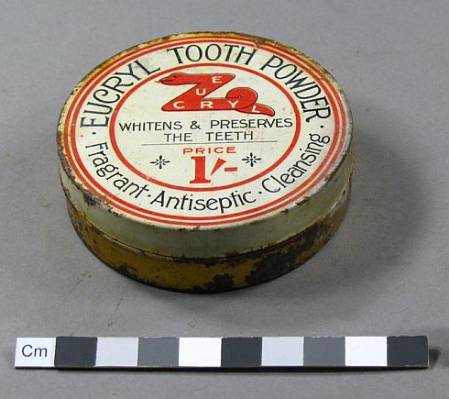 · EUCRYL TOOTH POWDER ·
EUCRYL
WHITENS & PRESERVES
THE TEETH
PRICE
1/-
Fragrant · Antiseptic · Cleansing
Cm